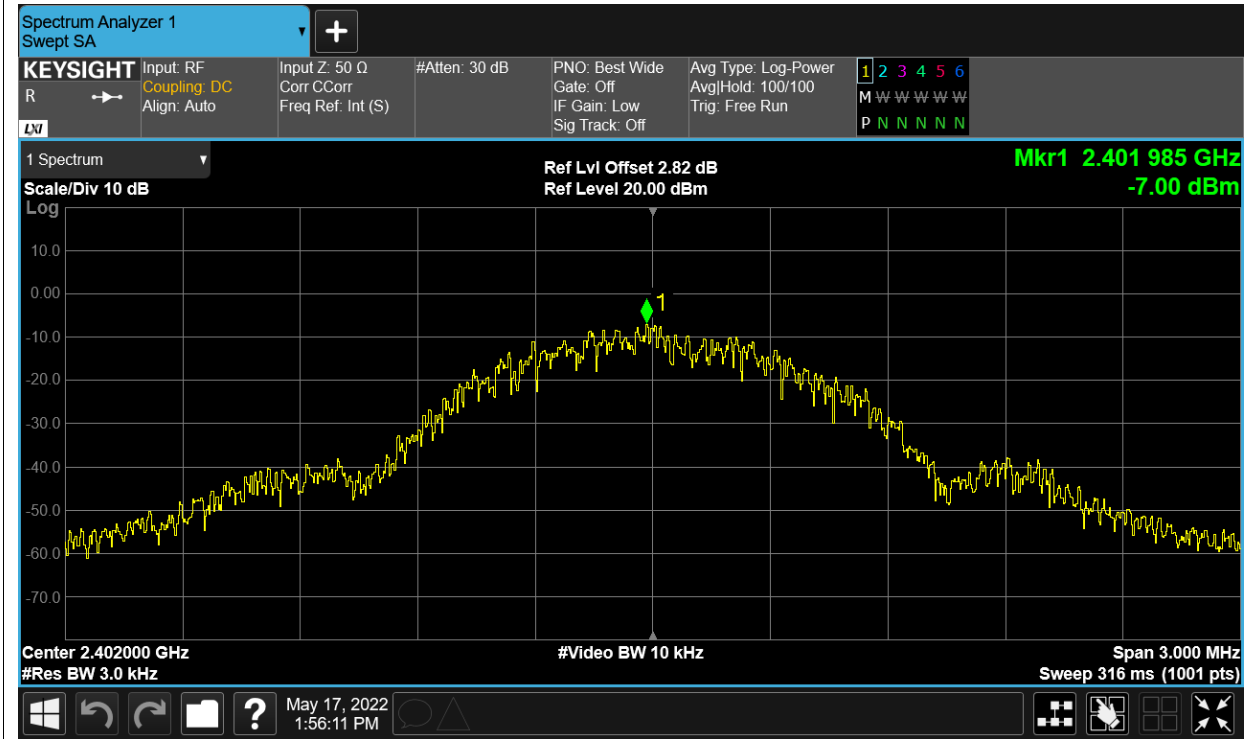 Spectrum Analyzer 1
Swept SA
KEYSIGHT
R
LXI
Input: RF
Coupling: DC
Align: Auto
Input Z: 50 Ω
Corr CCorr
Freq Ref: Int (S)
#Atten: 30 dB
PNO: Best Wide
Gate: Off
IF Gain: Low
Sig Track: Off
Avg Type: Log-Power
Avg|Hold: 100/100
Trig: Free Run
1 2 3 4 5 6
M W W W W W
P N N N N N
1 Spectrum
Scale/Div 10 dB
Log
Ref Lvl Offset 2.82 dB
Ref Level 20.00 dBm
Mkr1 2.401 985 GHz
-7.00 dBm
10.0
0.00
-10.0
-20.0
-30.0
-40.0
-50.0
-60.0
-70.0
1
Center 2.402000 GHz
#Res BW 3.0 kHz
#Video BW 10 kHz
Span 3.000 MHz
Sweep 316 ms (1001 pts)
?
May 17, 2022
1:56:11 PM